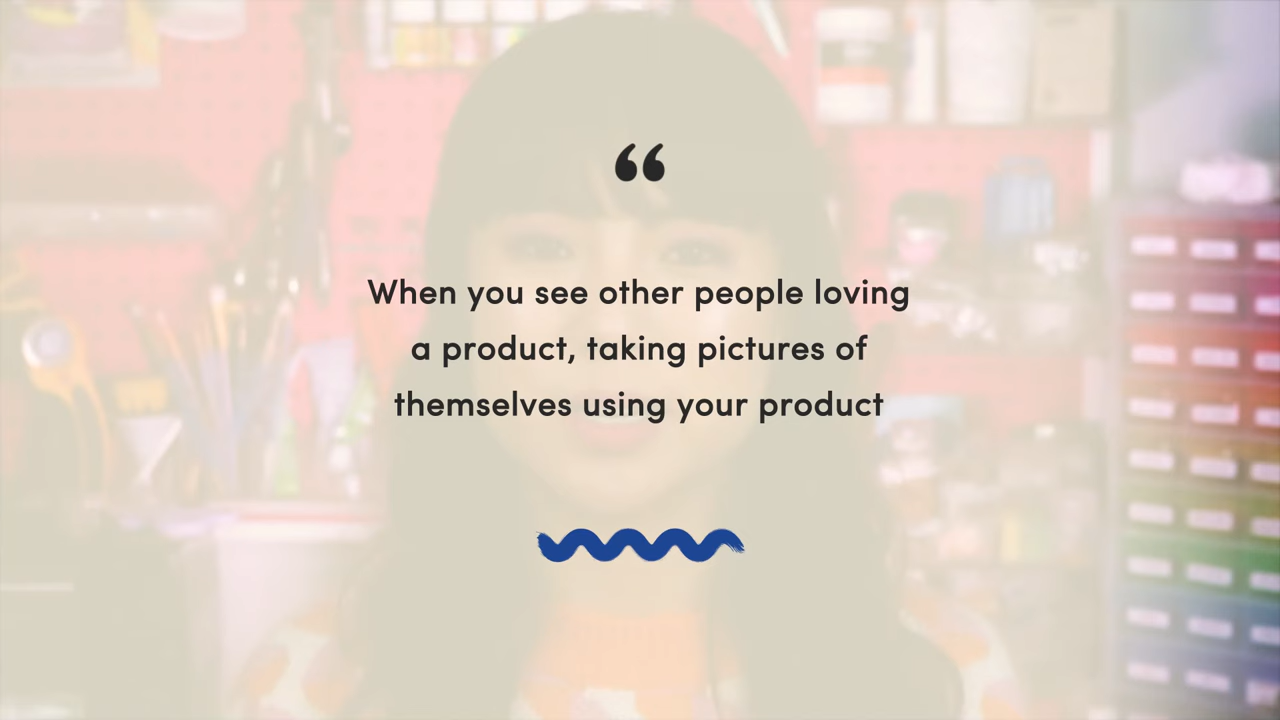 “
When you see other people loving
a product, taking pictures of
themselves using your product